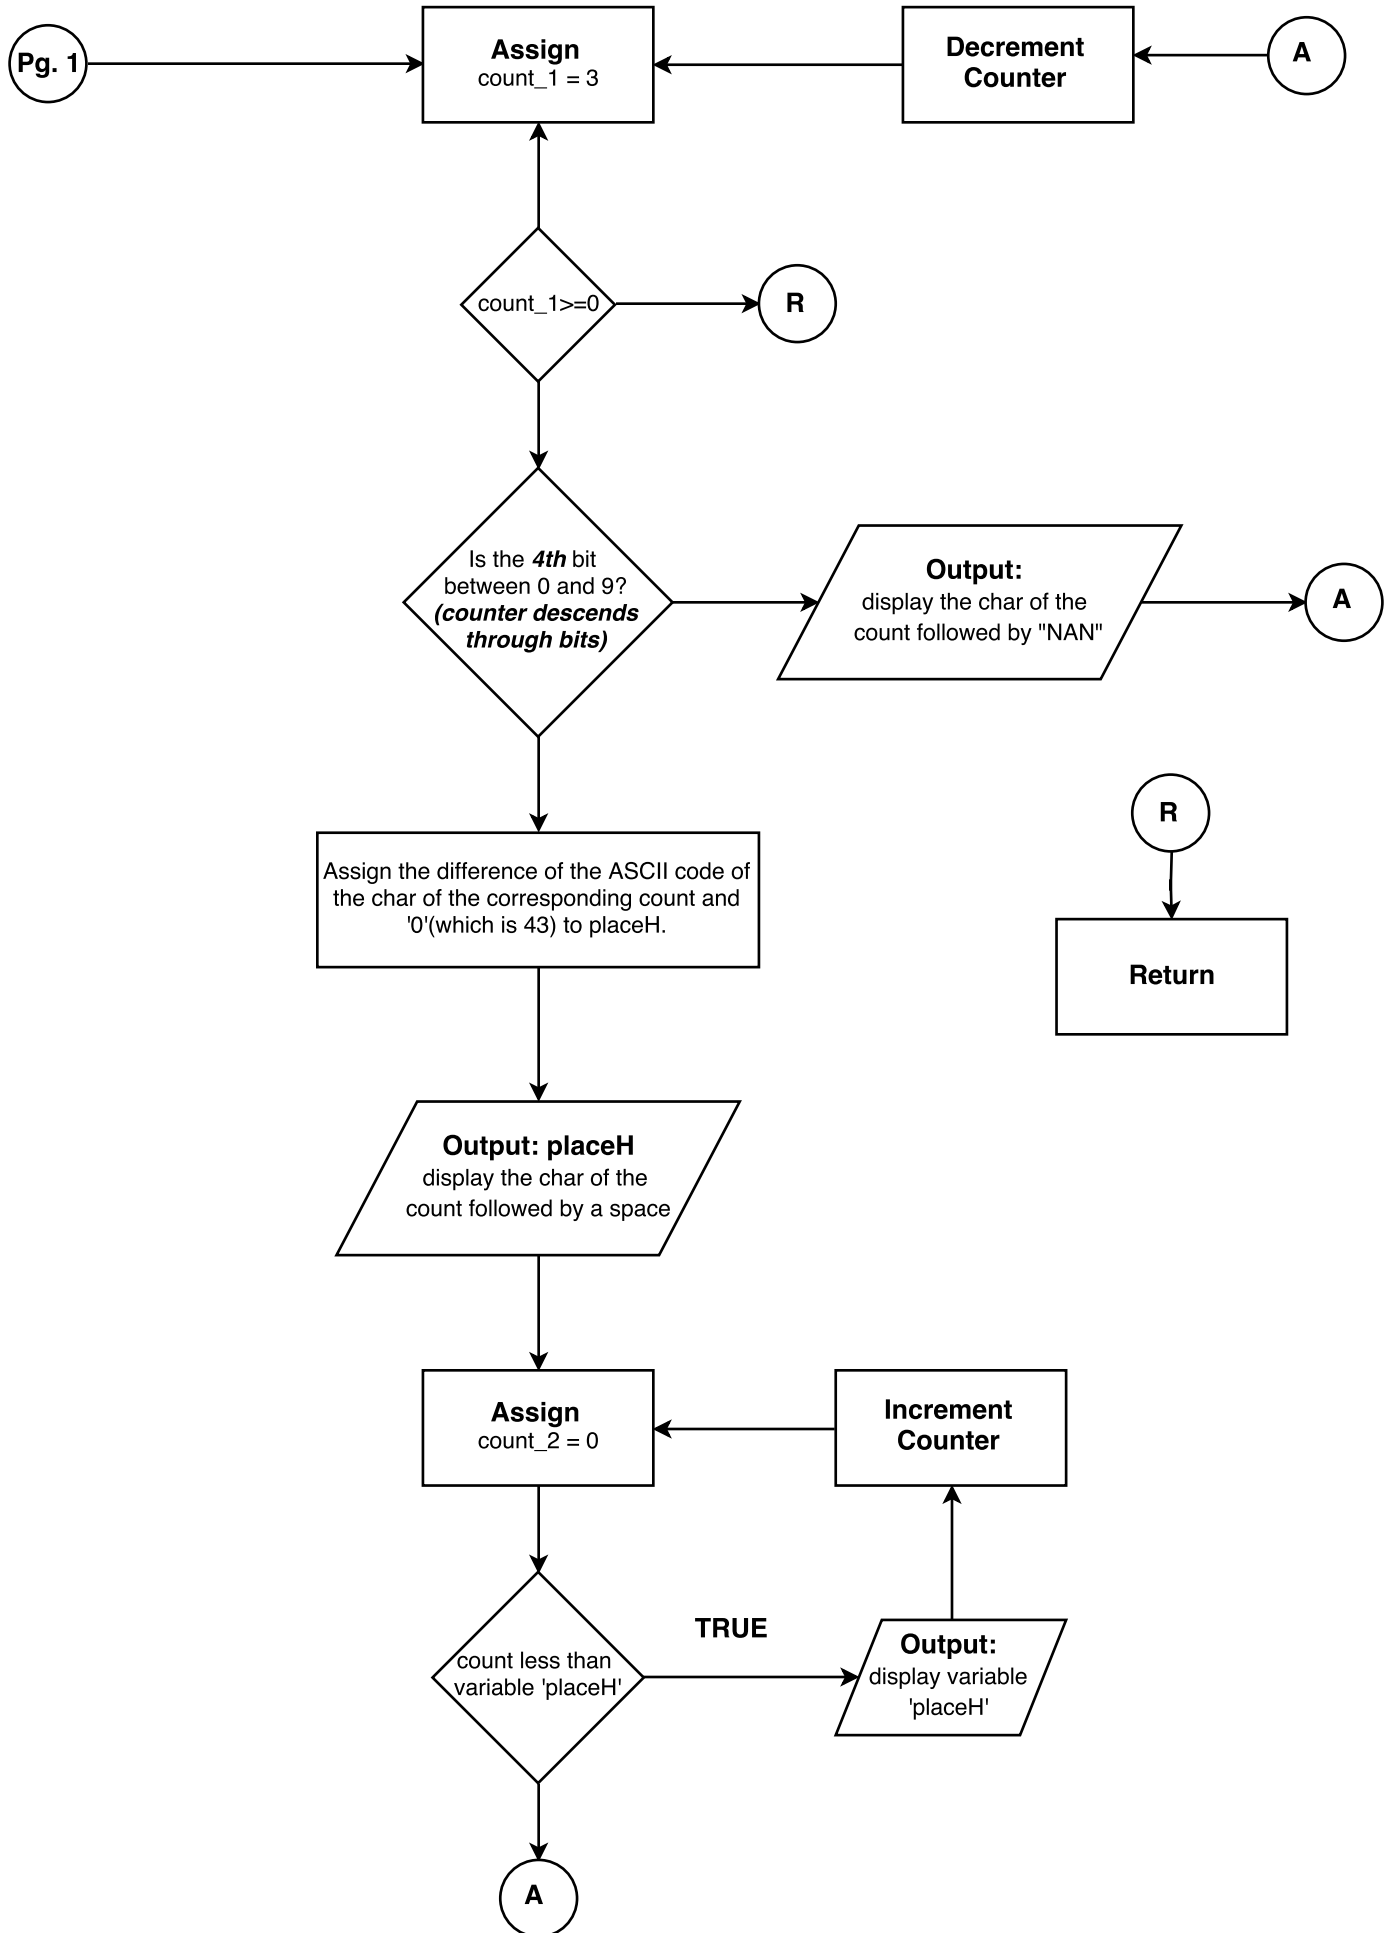 Pg. 1
Assign
count_1 = 3
Decrement
Counter
A
count_1>=0
R
Is the 4th bit
between 0 and 9?
(counter descends
through bits)
Output:
display the char of the
count followed by "NAN"
A
R
Return
Assign the difference of the ASCII code of
the char of the corresponding count and
'0'(which is 43) to placeH.
Output: placeH
display the char of the
count followed by a space
Assign
count_2 = 0
Increment
Counter
TRUE
count less than
variable 'placeH'
Output:
display variable
'placeH'
A